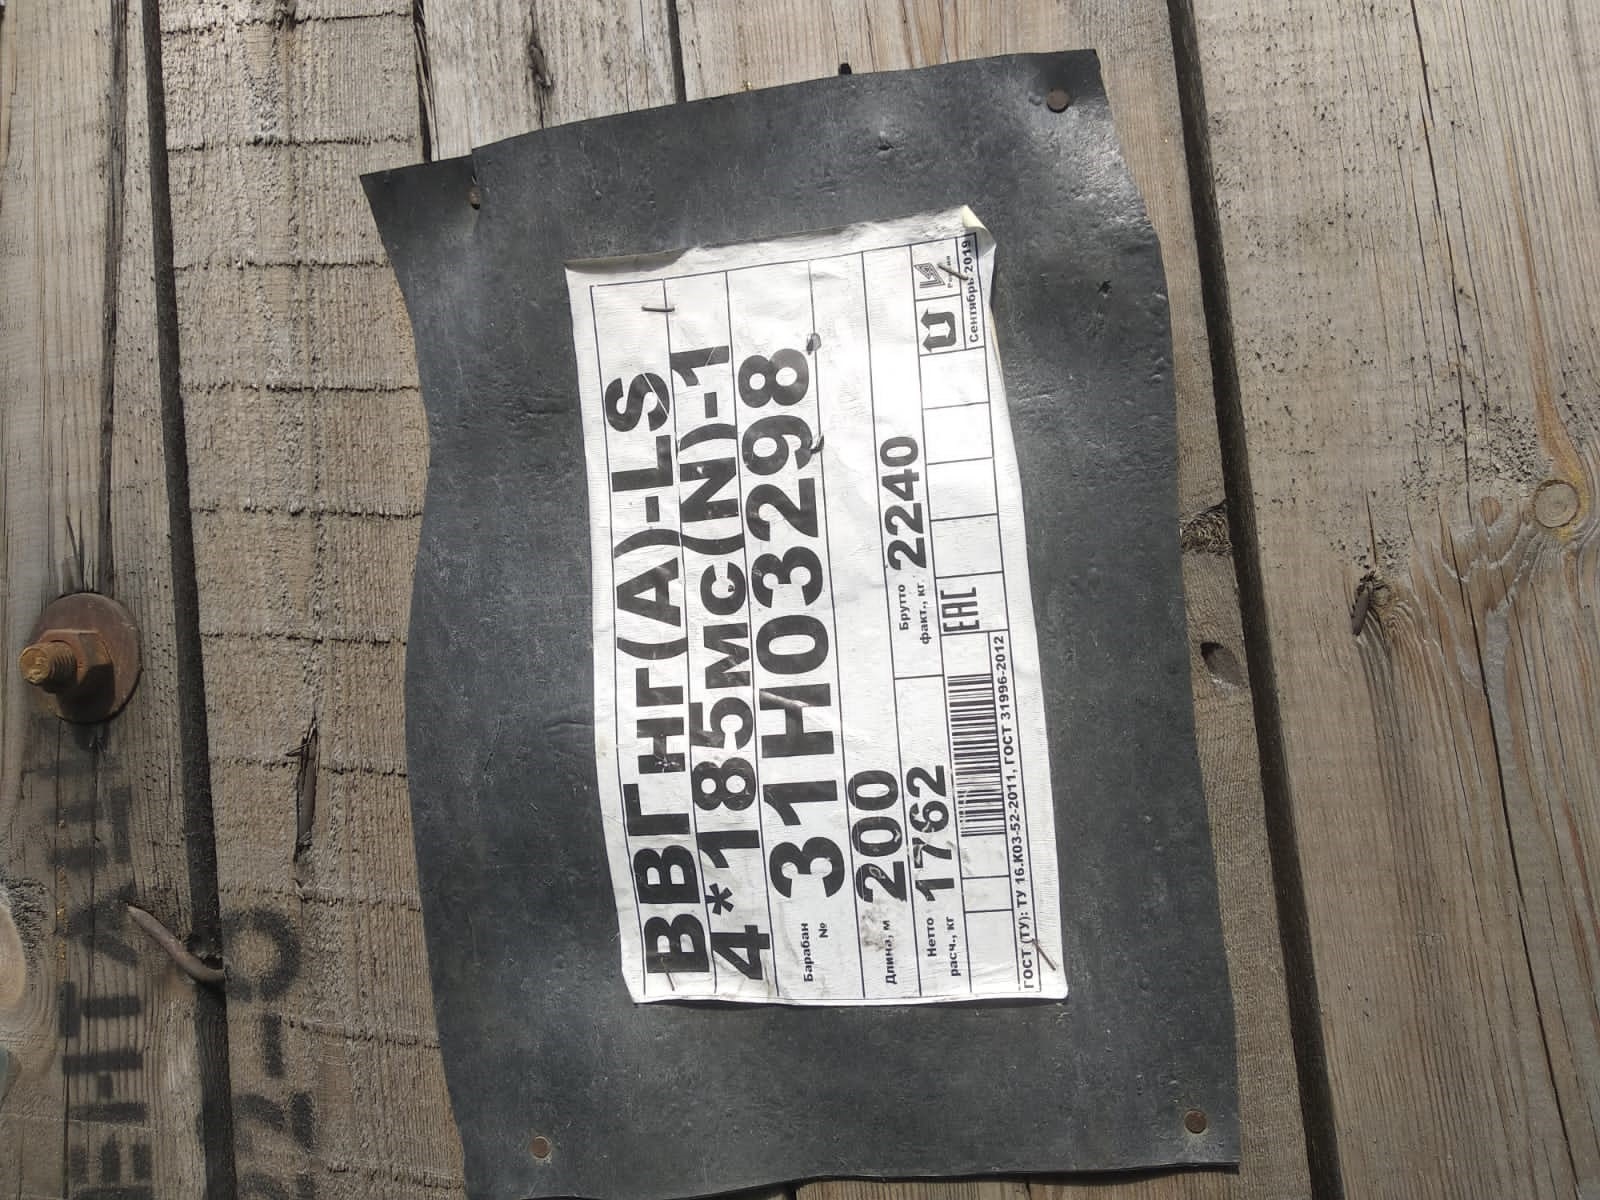 ВВГнг(А)-LS
4*185мс(N)-1
Барабан № 31Н03298
Длина, м 200
Нетто расч., кг 1762 Брутто факт., кг 2240
ЕАС
Сентябрь 2019
ГОСТ (ТУ): ТУ 16.К03-52-2011, ГОСТ 31996-2012